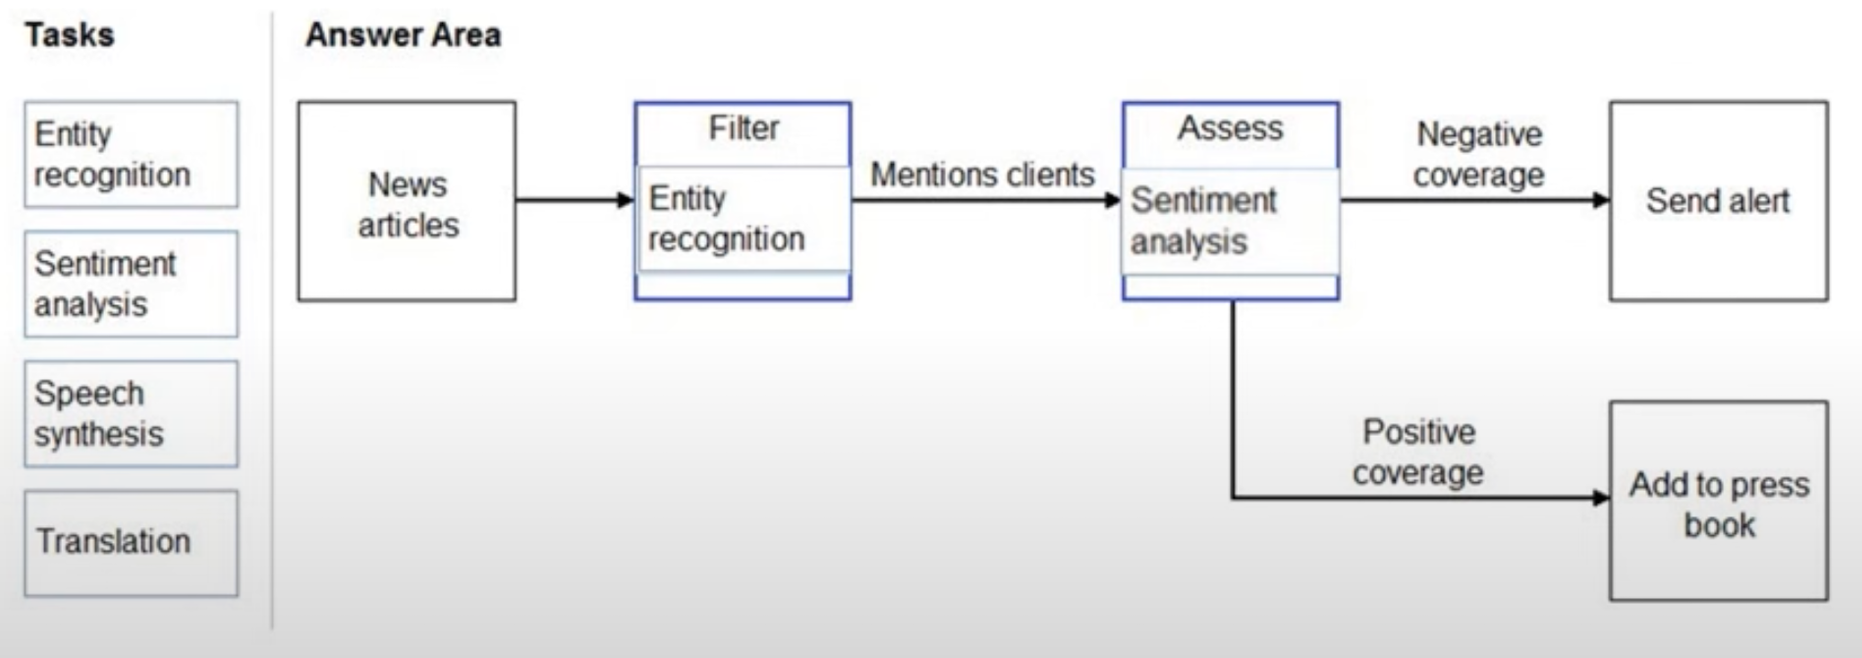 Tasks
Answer Area
Entity
recognition
Sentiment
analysis
Speech
synthesis
Translation
News
articles
Filter
Entity
recognition
Mentions clients
Assess
Sentiment
analysis
Negative
coverage
Send alert
Positive
coverage
Add to press
book